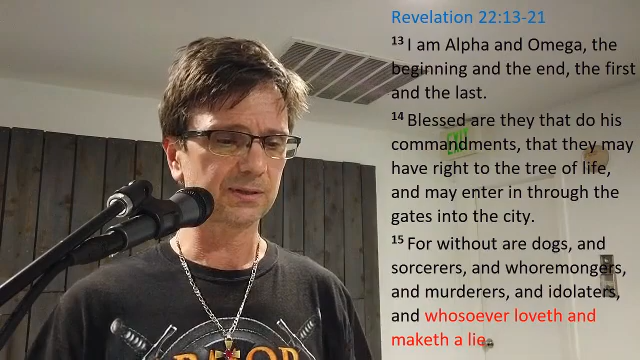 Revelation 22:13-21
13 I am Alpha and Omega, the
beginning and the end, the first
and the last.
14 Blessed are they that do his
commandments, that they may
have right to the tree of life,
and may enter in through the
gates into the city.
15 For without are dogs, and
sorcerers, and whoremongers,
and murderers, and idolaters,
and whosoever loveth and
maketh a lie.
EXIT